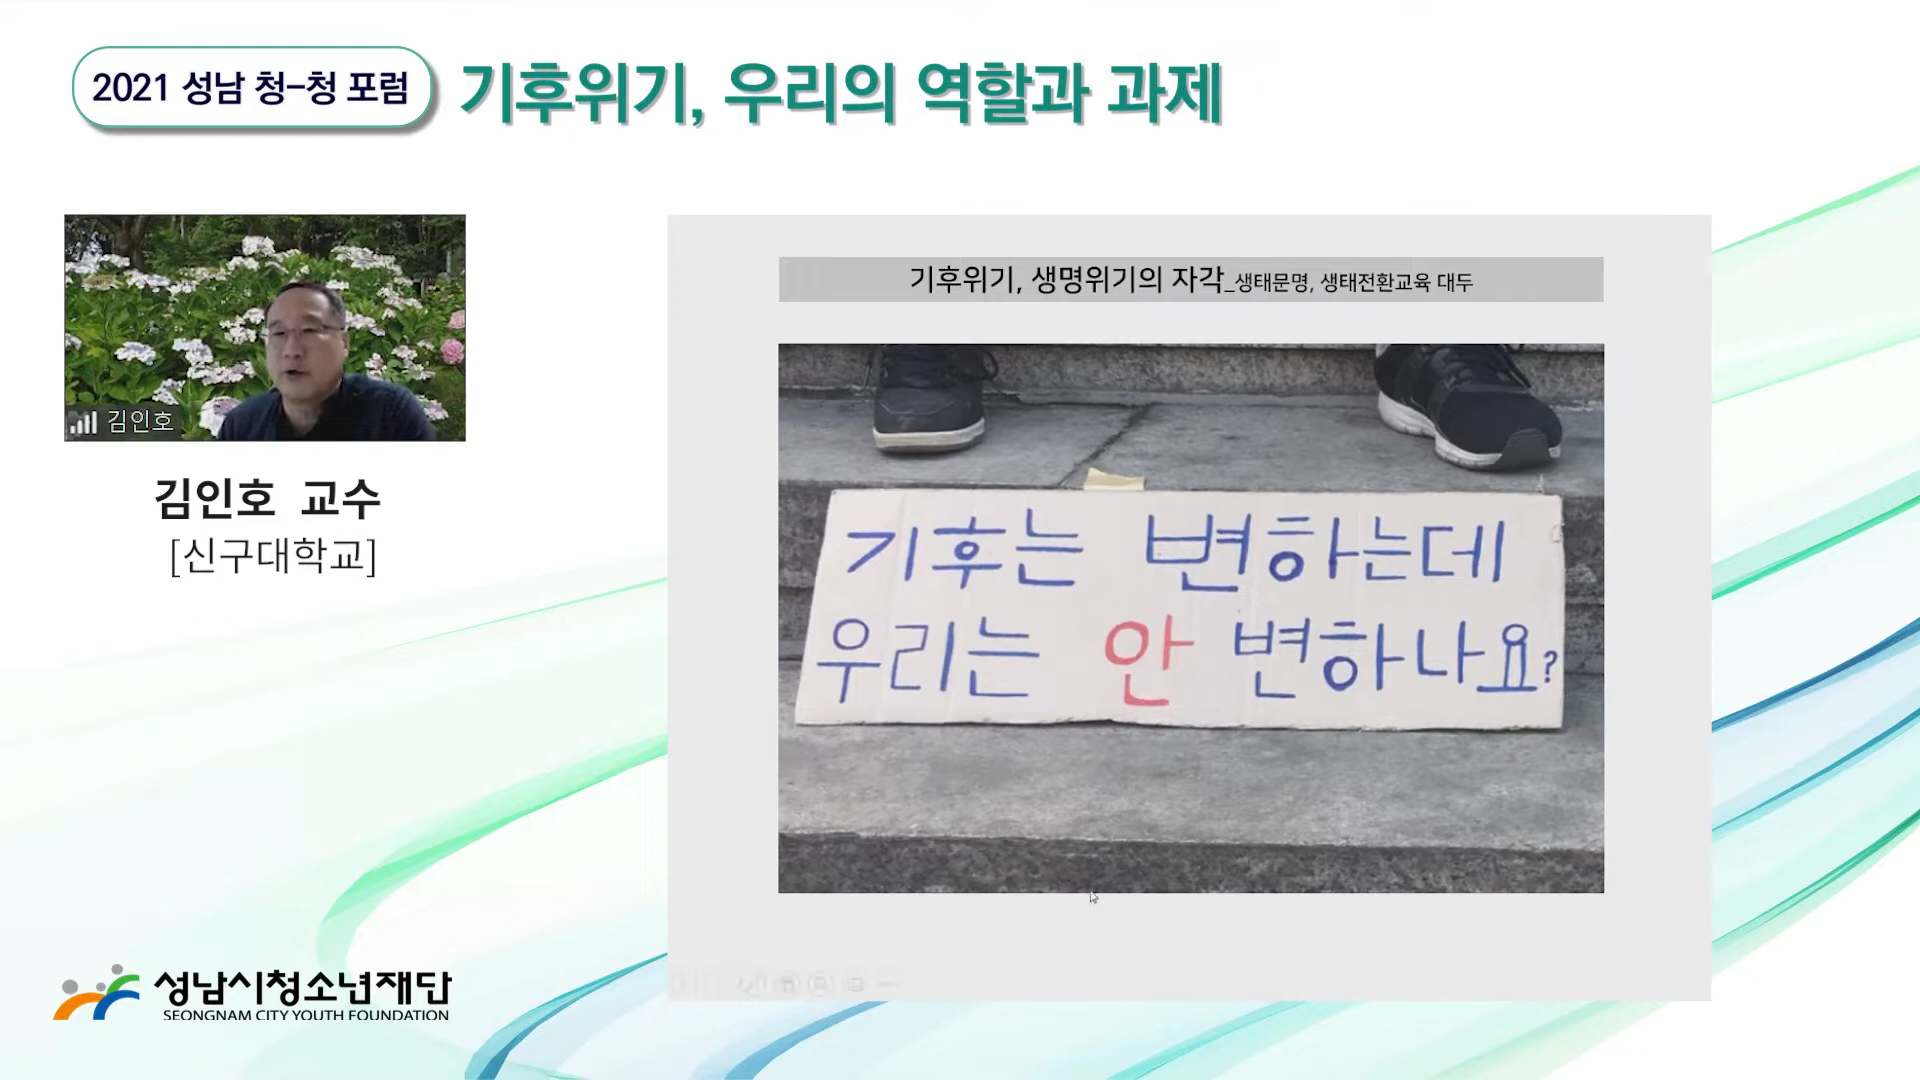 2021 성남 청-청 포럼
기후위기, 우리의 역할과 과제
김인호
김인호 교수
[신구대학교]
기후위기, 생명위기의 자각_생태문명, 생태전환교육 대두
기후는 변하는데
우리는 안 변하나요?
성남시청소년재단
SEONGNAM CITY YOUTH FOUNDATION